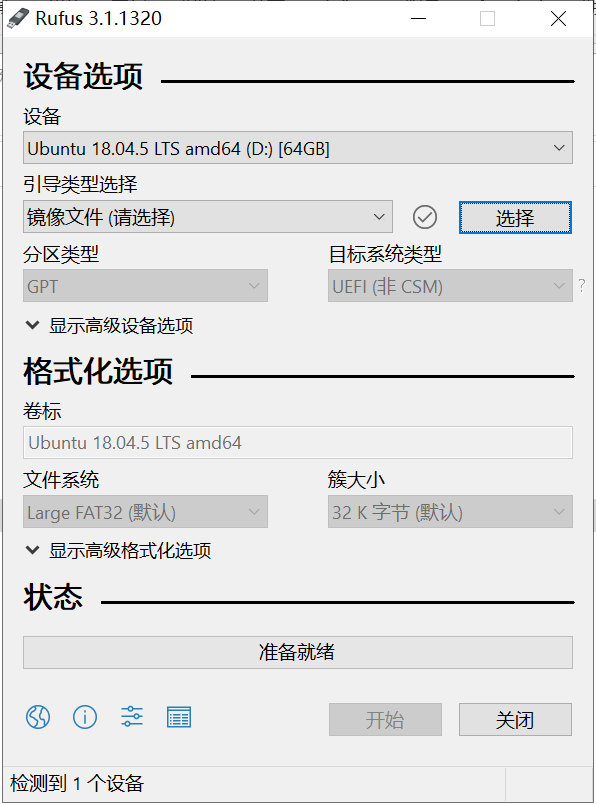 Rufus 3.1.1320
设备选项
设备
Ubuntu 18.04.5 LTS amd64 (D:) [64GB]
引导类型选择
镜像文件 (请选择)
选择
分区类型
目标系统类型
GPT
UEFI (非 CSM)
?
显示高级设备选项
格式化选项
卷标
Ubuntu 18.04.5 LTS amd64
文件系统
簇大小
Large FAT32 (默认)
32 K 字节 (默认)
显示高级格式化选项
状态
准备就绪
开始
关闭
检测到 1 个设备